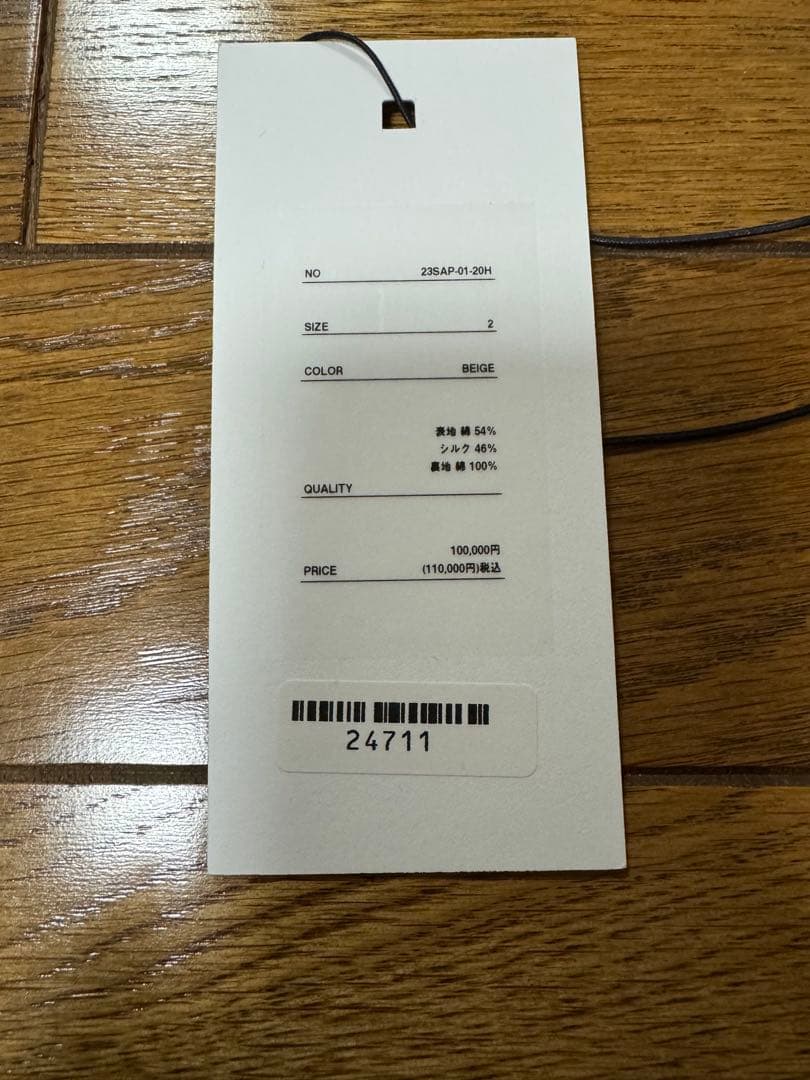 NO 23SAP-01-20H
SIZE 2
COLOR BEIGE
表地 綿 54%
シルク 46%
裏地 綿 100%
QUALITY
100,000円
PRICE (110,000円)税込
24711